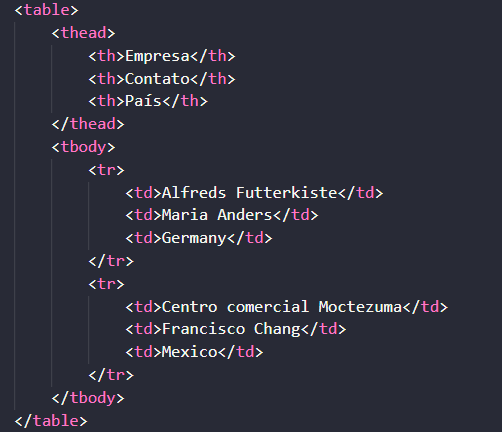 <table>
<thead>
<th>Empresa</th>
<th>Contato</th>
<th>País</th>
</thead>
<tbody>
<tr>
<td>Alfreds Futterkiste</td>
<td>Maria Anders</td>
<td>Germany</td>
</tr>
<tr>
<td>Centro comercial Moctezuma</td>
<td>Francisco Chang</td>
<td>Mexico</td>
</tr>
</tbody>
</table>